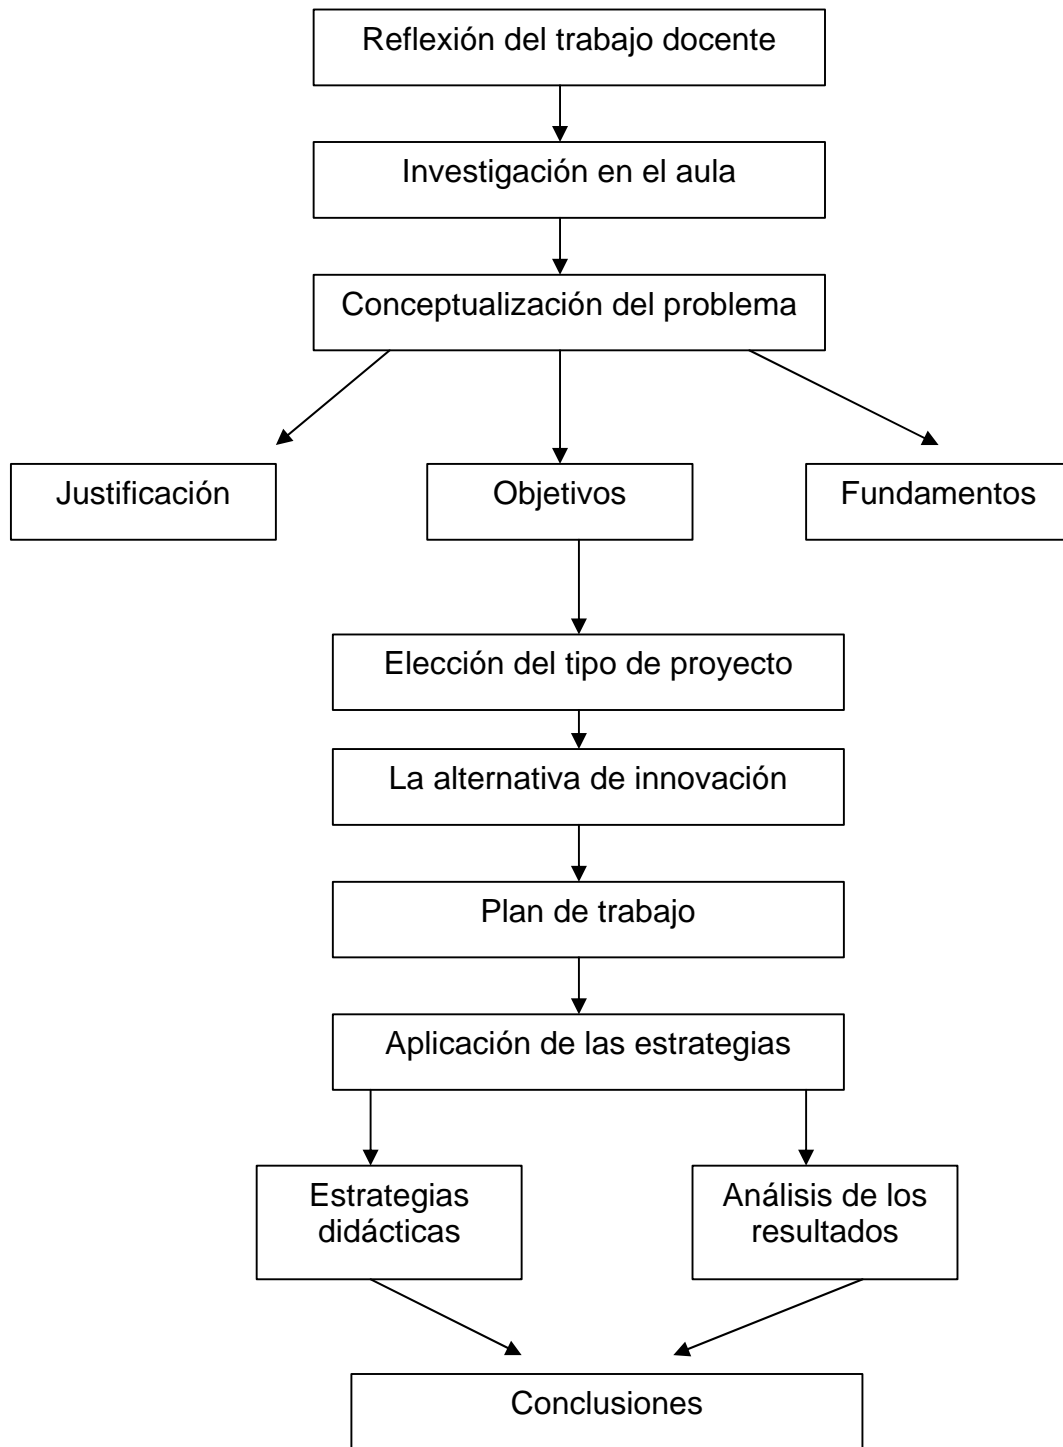 Reflexión del trabajo docente
Investigación en el aula
Conceptualización del problema
Justificación
Objetivos
Fundamentos
Elección del tipo de proyecto
La alternativa de innovación
Plan de trabajo
Aplicación de las estrategias
Estrategias
didácticas
Análisis de los
resultados
Conclusiones